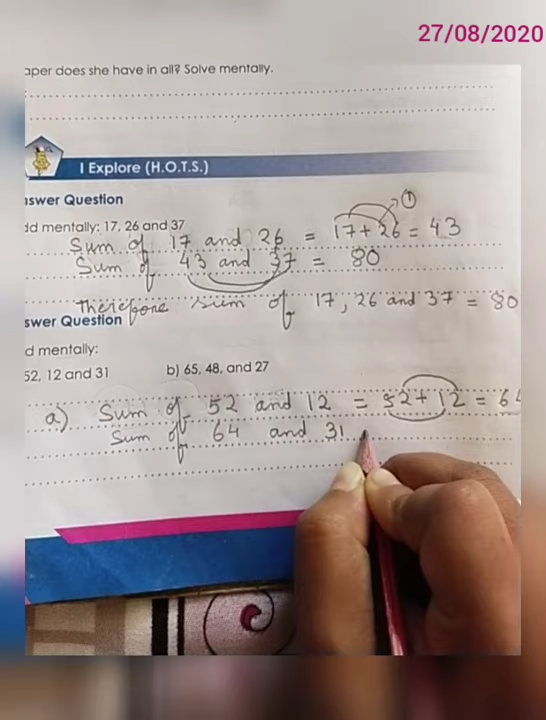 27/08/2020
aper does she have in all? Solve mentally.
I Explore (H.O.T.S.)
swer Question
dd mentally: 17, 26 and 37
Sum of 17 and 26 = 17+26 = 43
1
Sum of 43 and 37 = 80
Therefore sum of 17, 26 and 37 = 80
swer Question
d mentally:
52, 12 and 31 b) 65, 48, and 27
a) Sum of 52 and 12 = 52+12 = 64
Sum of 64 and 31